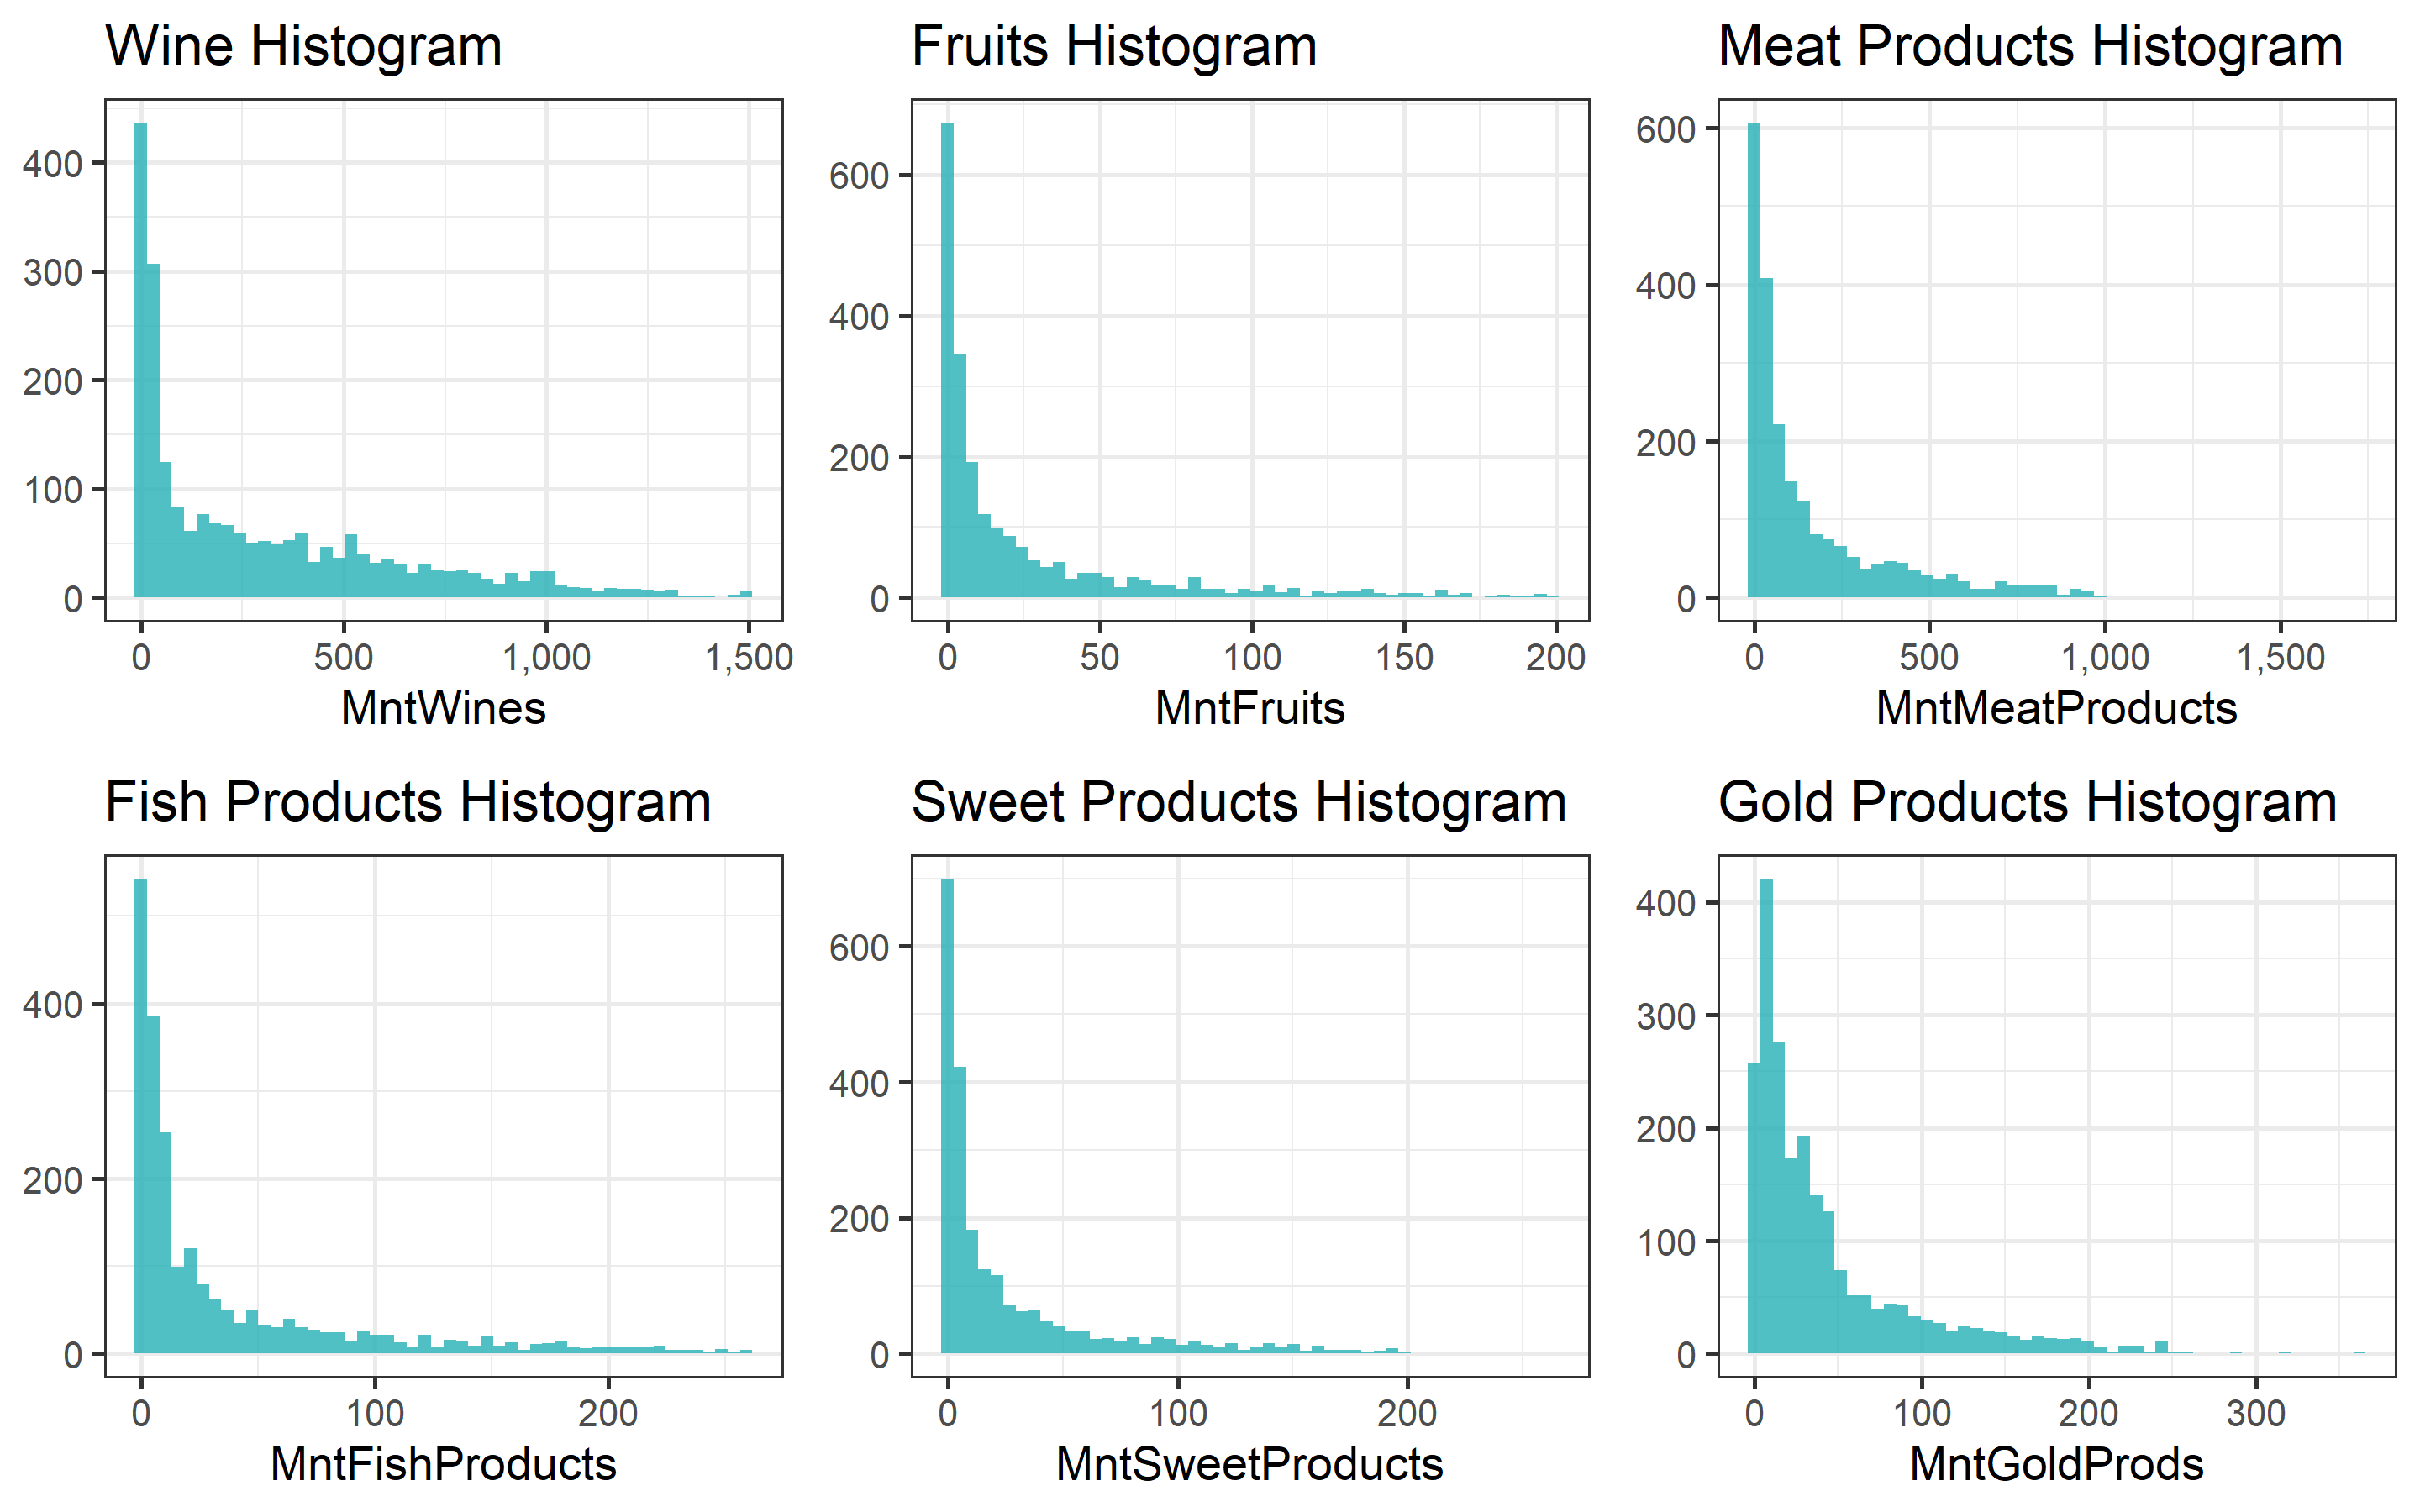 Wine Histogram
400
300
200
100
0
0 500 1,000 1,500
MntWines
Fruits Histogram
600
400
200
0
0 50 100 150 200
MntFruits
Meat Products Histogram
600
400
200
0
0 500 1,000 1,500
MntMeatProducts
Fish Products Histogram
400
200
0
0 100 200
MntFishProducts
Sweet Products Histogram
600
400
200
0
0 100 200
MntSweetProducts
Gold Products Histogram
400
300
200
100
0
0 100 200 300
MntGoldProds